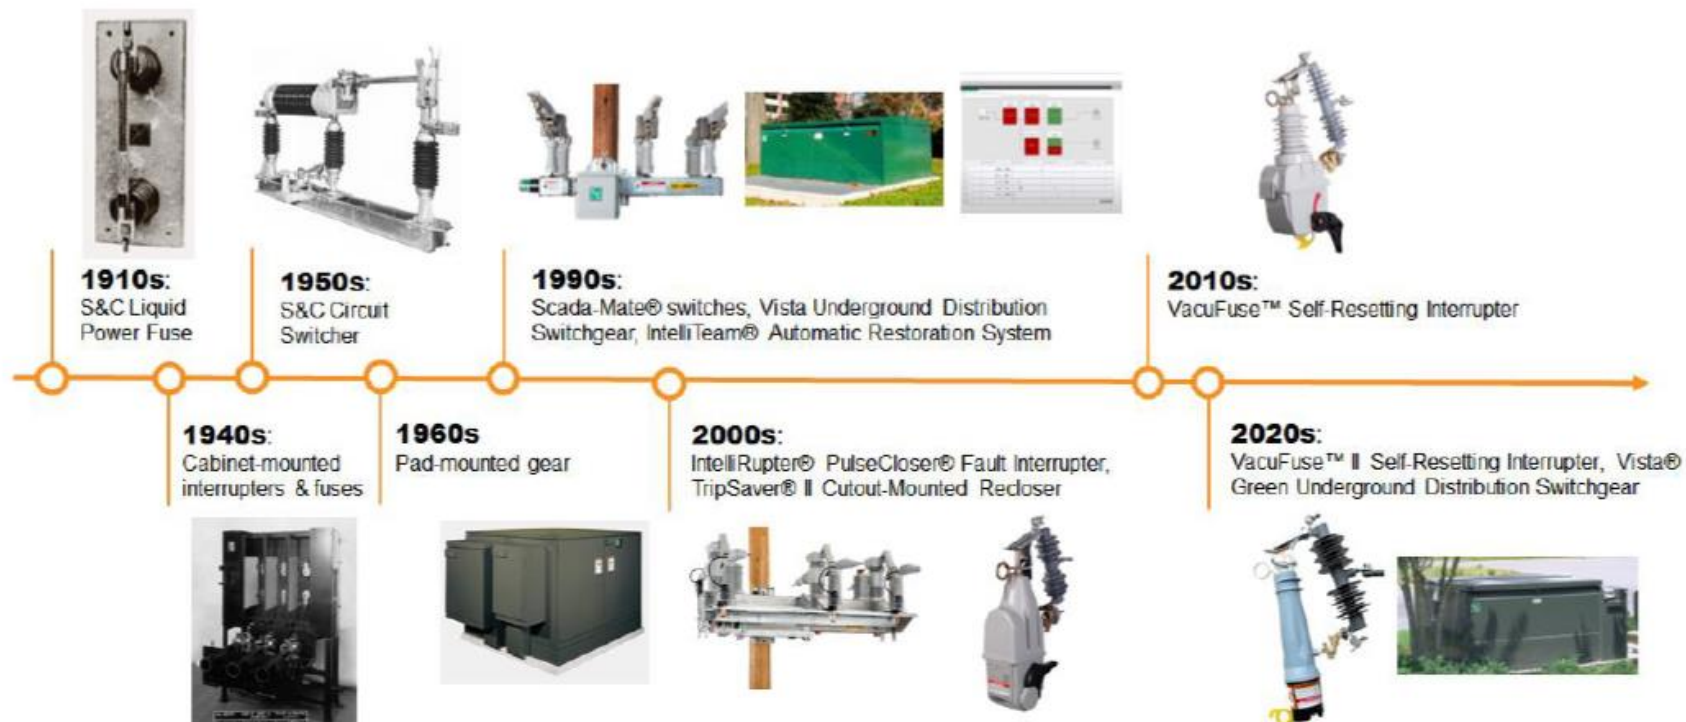 1910s:
S&C Liquid
Power Fuse
1950s:
S&C Circuit
Switcher
1990s:
Scada-Mate® switches, Vista Underground Distribution
Switchgear, IntelliTeam® Automatic Restoration System
2010s:
VacuFuse™ Self-Resetting Interrupter
1940s:
Cabinet-mounted
interrupters & fuses
1960s
Pad-mounted gear
2000s:
IntelliRupter® PulseCloser® Fault Interrupter,
TripSaver® II Cutout-Mounted Recloser
2020s:
VacuFuse™ II Self-Resetting Interrupter, Vista®
Green Underground Distribution Switchgear